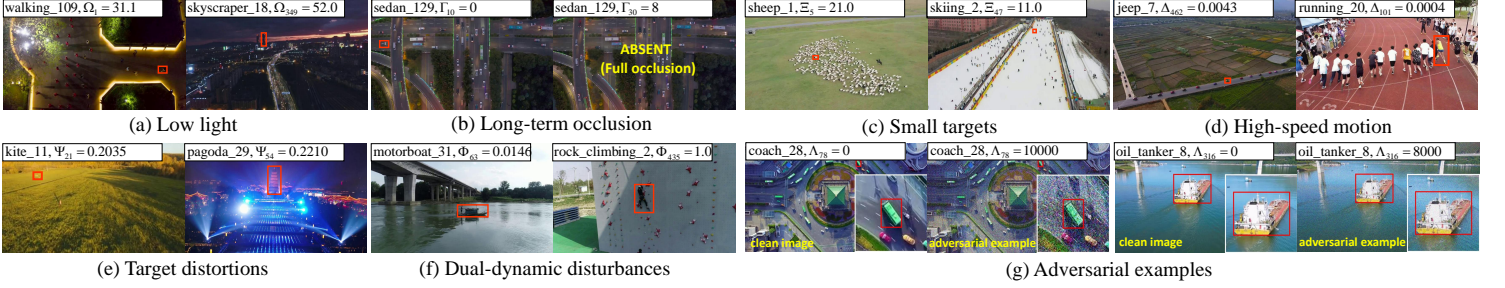 walking_109, Ω₁ = 31.1
skyscraper_18, Ω₃₄₉ = 52.0
sedan_129, Γ₁₀ = 0
sedan_129, Γ₃₀ = 8
ABSENT
(Full occlusion)
sheep_1, Ξ₅ = 21.0
skiing_2, Ξ₄₇ = 11.0
jeep_7, Δ₄₆₂ = 0.0043
running_20, Δ₁₀₁ = 0.0004
(a) Low light
(b) Long-term occlusion
(c) Small targets
(d) High-speed motion
kite_11, Ψ₂₁ = 0.2035
pagoda_29, Ψ₅₄ = 0.2210
motorboat_31, Φ₆₃ = 0.0146
rock_climbing_2, Φ₄₃₅ = 1.0
coach_28, Λ₇₈ = 0
coach_28, Λ₇₈ = 10000
oil_tanker_8, Λ₃₁₆ = 0
oil_tanker_8, Λ₃₁₆ = 8000
clean image
adversarial example
clean image
adversarial example
(e) Target distortions
(f) Dual-dynamic disturbances
(g) Adversarial examples